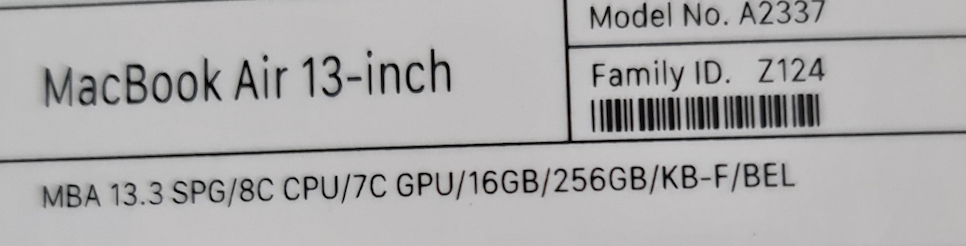 Model No. A2337
MacBook Air 13-inch
Family ID. Z124
MBA 13.3 SPG/8C CPU/7C GPU/16GB/256GB/KB-F/BEL